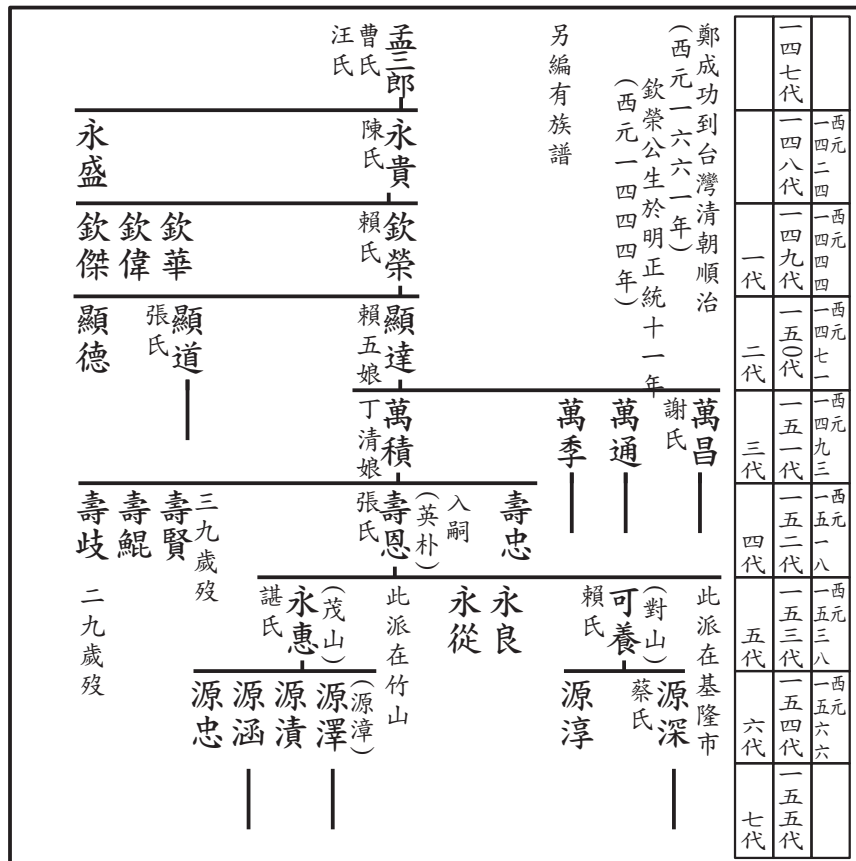 西元一四二四
西元一四四四
西元一四七一
西元一四九三
西元一五一八
西元一五三八
西元一五六六
一四七代
一四八代
一四九代
一五〇代
一五一代
一五二代
一五三代
一五四代
一五五代
一代
二代
三代
四代
五代
六代
七代
鄭成功到台灣清朝順治
(西元一六六一年)
欽榮公生於明正統十一年
(西元一四四四年)
另編有族譜
孟三郎
曹氏
汪氏
永貴
陳氏
永盛
欽榮
賴氏
欽華
欽偉
欽傑
顯達
賴五娘
顯道
張氏
顯德
萬昌
謝氏
萬通
萬季
萬積
丁清娘
壽忠
入嗣
(英朴)
壽恩
張氏
三九歲歿
壽賢
壽鯤
壽歧
二九歲歿
此派在基隆市
(對山)
可養
賴氏
永良
永從
此派在竹山
(茂山)
永惠
諶氏
源深
蔡氏
源淳
(源漳)
源澤
源漬
源涵
源忠